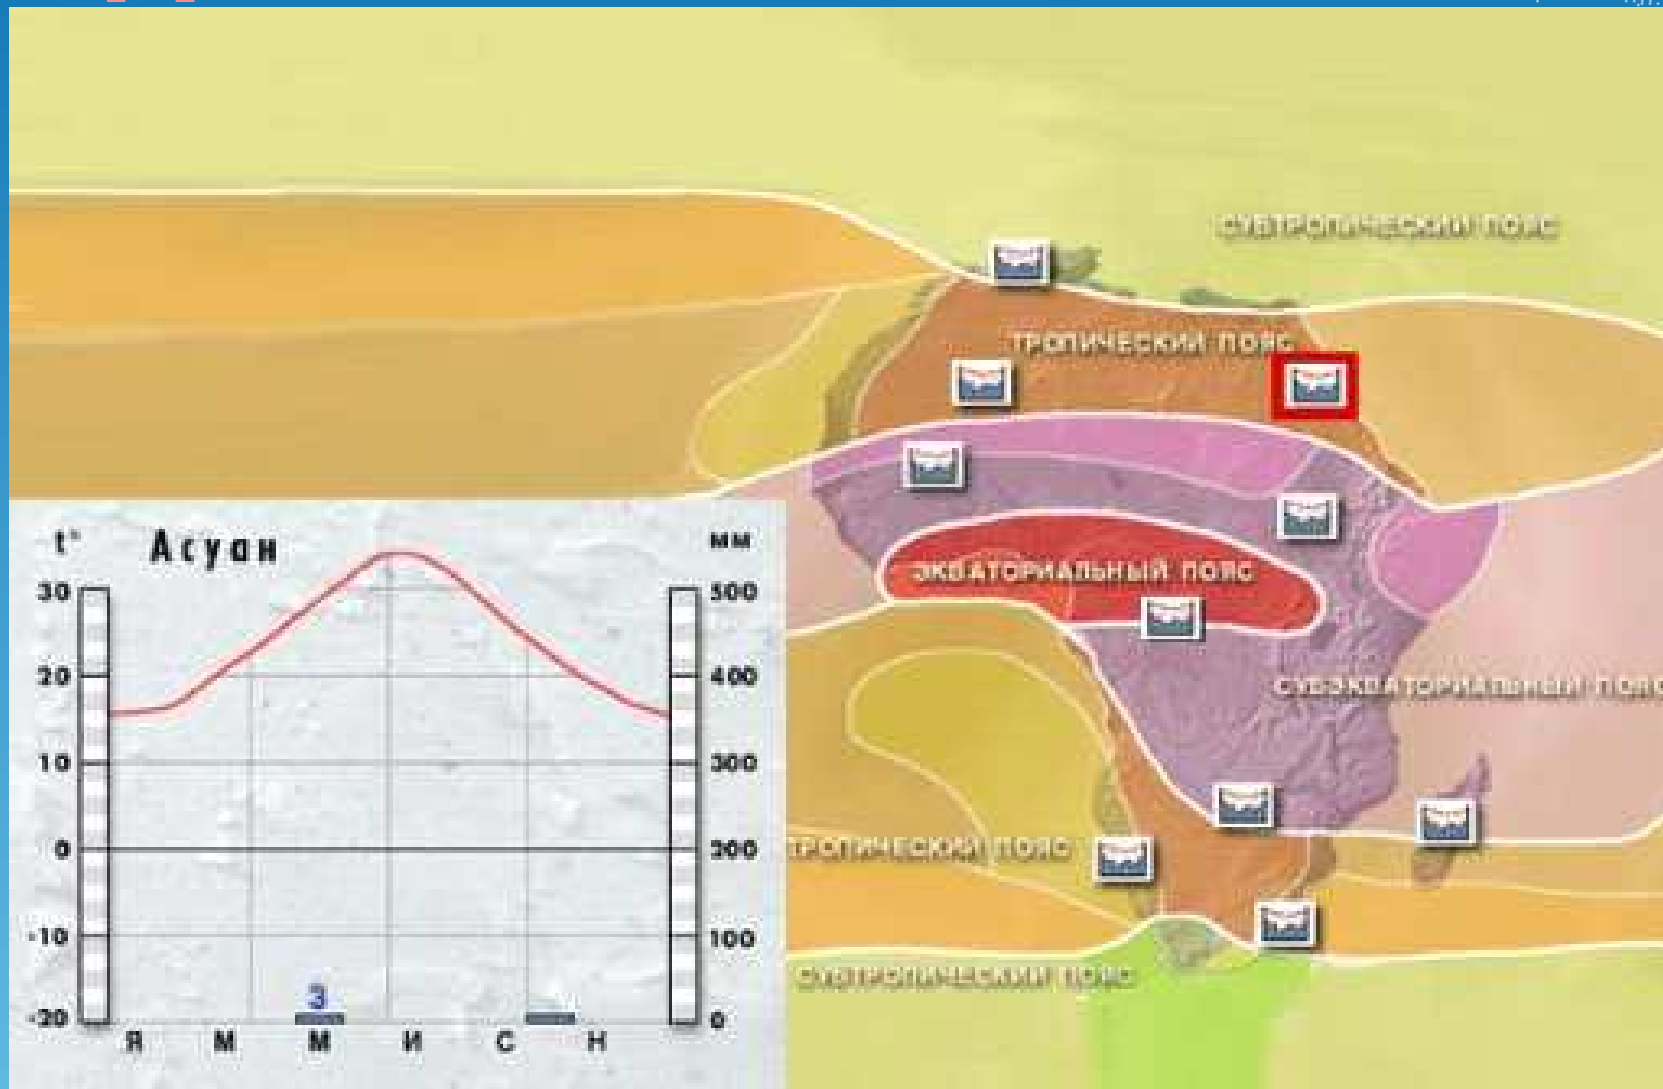 СУБТРОПИЧЕСКИЙ ПОЯС
ТРОПИЧЕСКИЙ ПОЯС
ЭКВАТОРИАЛЬНЫЙ ПОЯС
СУБЭКВАТОРИАЛЬНЫЙ ПОЯС
ТРОПИЧЕСКИЙ ПОЯС
СУБТРОПИЧЕСКИЙ ПОЯС
t° Асуан мм
30 500
20 400
10 300
0 200
-10 100
-20 3 0
Я М М И С Н